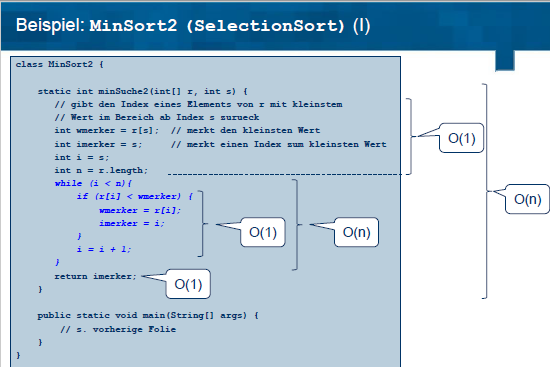 Beispiel: MinSort2 (SelectionSort) (I)
class MinSort2 {
static int minSuche2(int[] r, int s) {
// gibt den Index eines Elements von r mit kleinstem
// Wert im Bereich ab Index s zurueck
int wmerker = r[s]; // merkt den kleinsten Wert
int imerker = s; // merkt einen Index zum kleinsten Wert
int i = s;
int n = r.length;
while (i < n){
if (r[i] < wmerker) {
wmerker = r[i];
imerker = i;
}
i = i + 1;
}
return imerker;
}
public static void main(String[] args) {
// s. vorherige Folie
}
}
O(1)
O(n)
O(1)
O(n)
O(1)